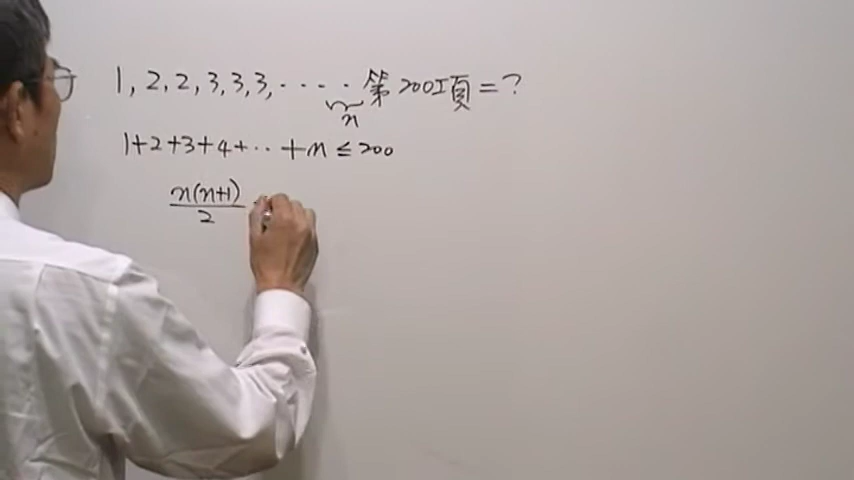 1, 2, 2, 3, 3, 3, ····· 第200項 = ?
n
1+2+3+4+··· +n ≤ 200
n(n+1)
2